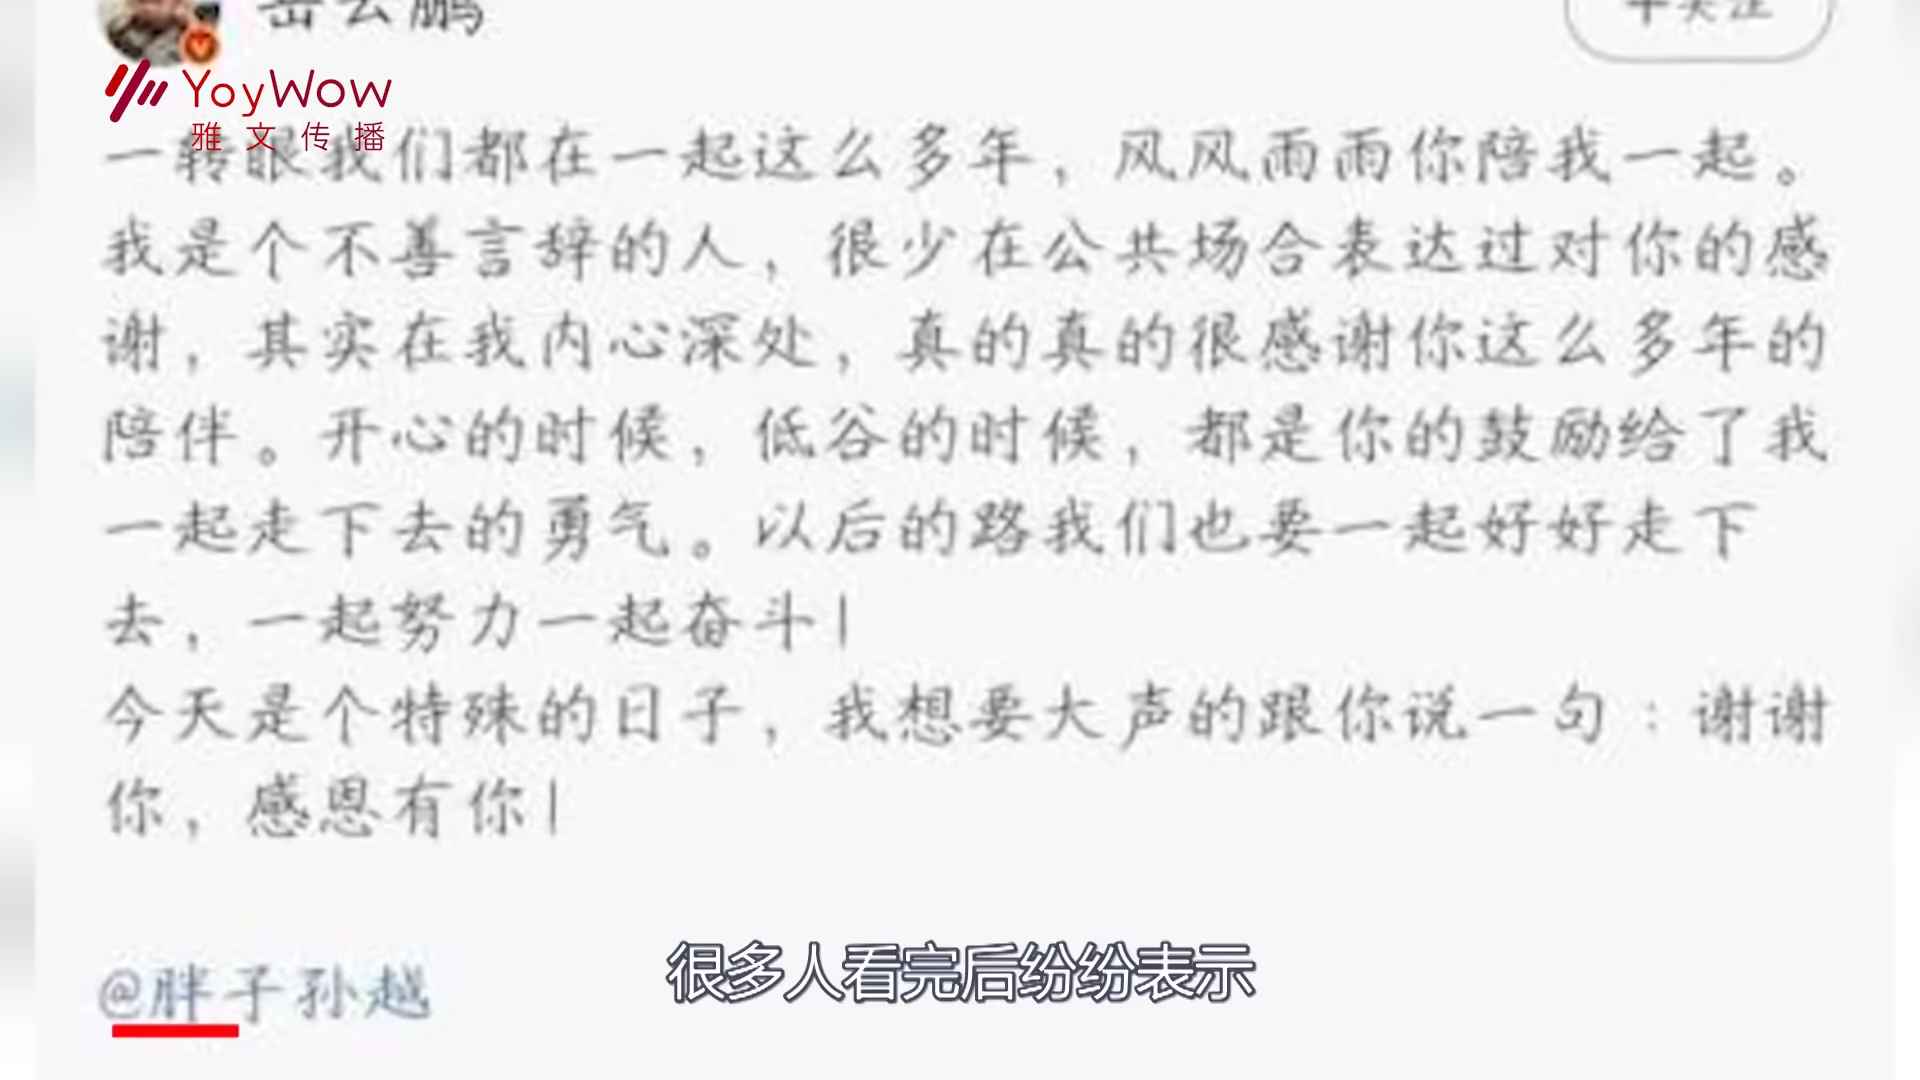 岳云鹏
+关注
YoyWow
雅文传播
一转眼我们都在一起这么多年，风风雨雨你陪我一起。
我是个不善言辞的人，很少在公共场合表达过对你的感
谢，其实在我内心深处，真的真的很感谢你这么多年的
陪伴。开心的时候，低谷的时候，都是你的鼓励给了我
一起走下去的勇气。以后的路我们也要一起好好走下
去，一起努力一起奋斗|
今天是个特殊的日子，我想要大声的跟你说一句：谢谢
你，感恩有你|
@胖子孙越
很多人看完后纷纷表示